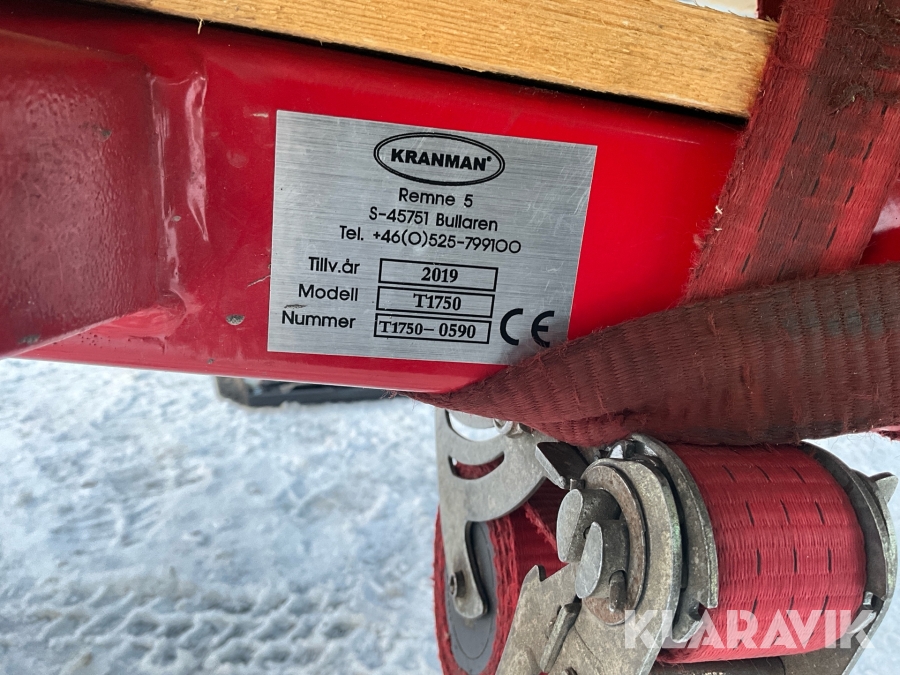 KRANMAN®
Remne 5
S-45751 Bullaren
Tel. +46(0)525-799100
Tillv.år 2019
Modell T1750
Nummer T1750-0590 CE
KLARAVIK